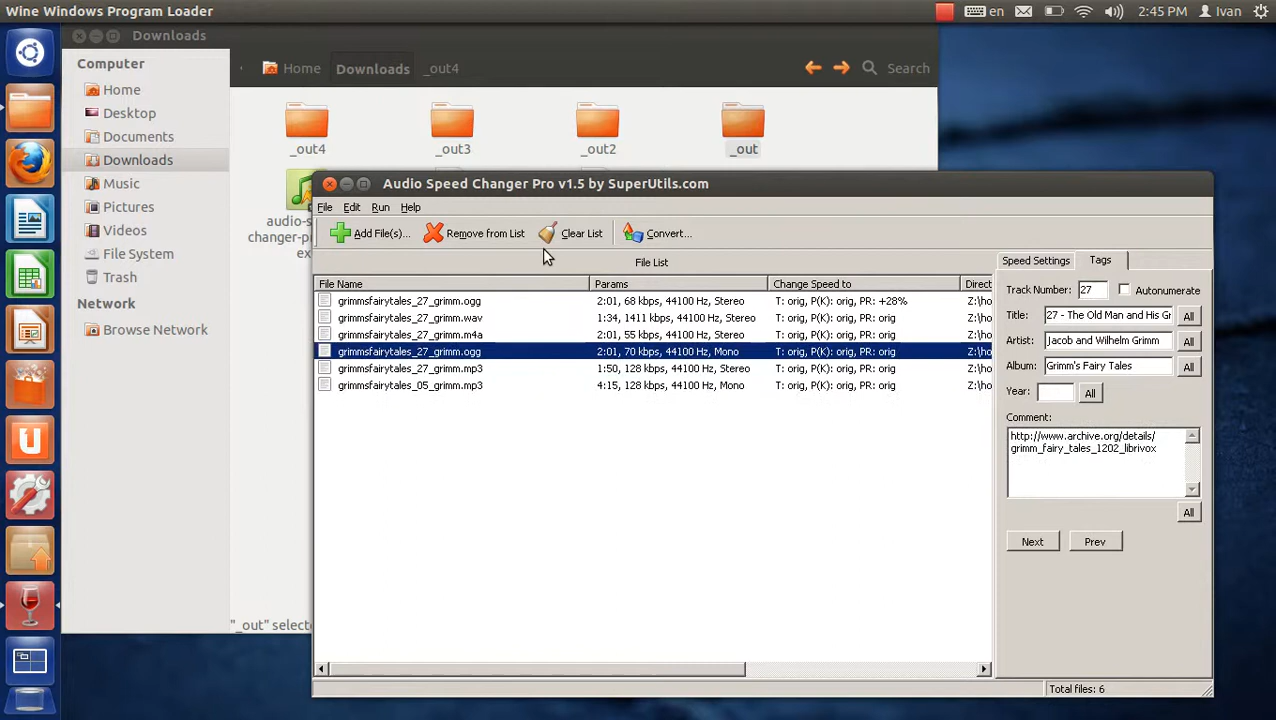 Wine Windows Program Loader
en
2:45 PM
Ivan
Downloads
Computer
Home
Desktop
Documents
Downloads
Music
Pictures
Videos
File System
Trash
Network
Browse Network
Home
Downloads
_out4
Search
_out4
_out3
_out2
_out
audio-s
changer-pr
ex
"_out" selecte
Audio Speed Changer Pro v1.5 by SuperUtils.com
File Edit Run Help
Add File(s)... Remove from List Clear List Convert...
File List
File Name Params Change Speed to Direct
grimmsfairytales_27_grimm.ogg 2:01, 68 kbps, 44100 Hz, Stereo T: orig, P(K): orig, PR: +28% Z:\ho
grimmsfairytales_27_grimm.wav 1:34, 1411 kbps, 44100 Hz, Stereo T: orig, P(K): orig, PR: orig Z:\ho
grimmsfairytales_27_grimm.m4a 2:01, 55 kbps, 44100 Hz, Stereo T: orig, P(K): orig, PR: orig Z:\ho
grimmsfairytales_27_grimm.ogg 2:01, 70 kbps, 44100 Hz, Mono T: orig, P(K): orig, PR: orig Z:\ho
grimmsfairytales_27_grimm.mp3 1:50, 128 kbps, 44100 Hz, Stereo T: orig, P(K): orig, PR: orig Z:\ho
grimmsfairytales_05_grimm.mp3 4:15, 128 kbps, 44100 Hz, Mono T: orig, P(K): orig, PR: orig Z:\ho
Speed Settings Tags
Track Number: 27 Autonumerate
Title: 27 - The Old Man and His Gr All
Artist: Jacob and Wilhelm Grimm All
Album: Grimm's Fairy Tales All
Year: All
Comment:
http://www.archive.org/details/
grimm_fairy_tales_1202_librivox
All
Next Prev
Total files: 6